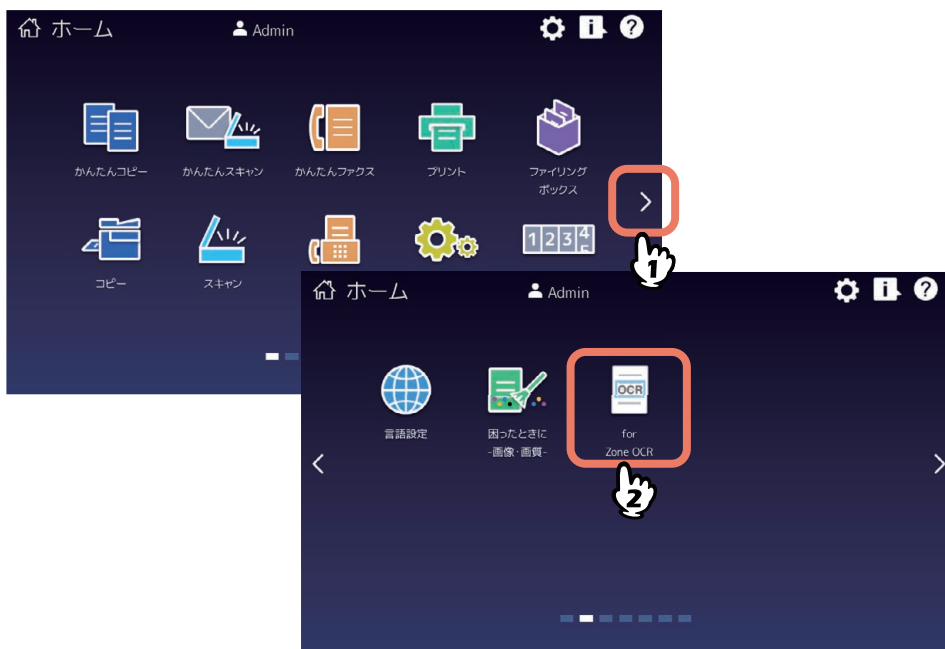 ホーム
Admin
i
?
かんたんコピー
かんたんスキャン
かんたんファクス
プリント
ファイリング
ボックス
コピー
スキャン
1234
1
ホーム
Admin
i
?
OCR
言語設定
困ったときに
-画像・画質-
for
Zone OCR
2